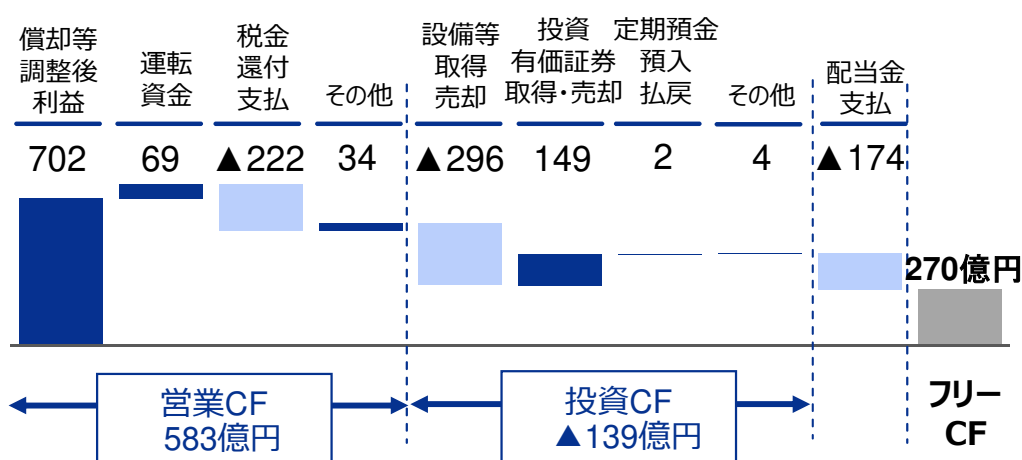 償却等
調整後
利益
運転
資金
税金
還付
支払
その他
設備等
取得
売却
投資
有価証券
取得・売却
定期預金
預入
払戻
その他
配当金
支払
702
69
▲222
34
▲296
149
2
4
▲174
270億円
営業CF
583億円
投資CF
▲139億円
フリー
CF